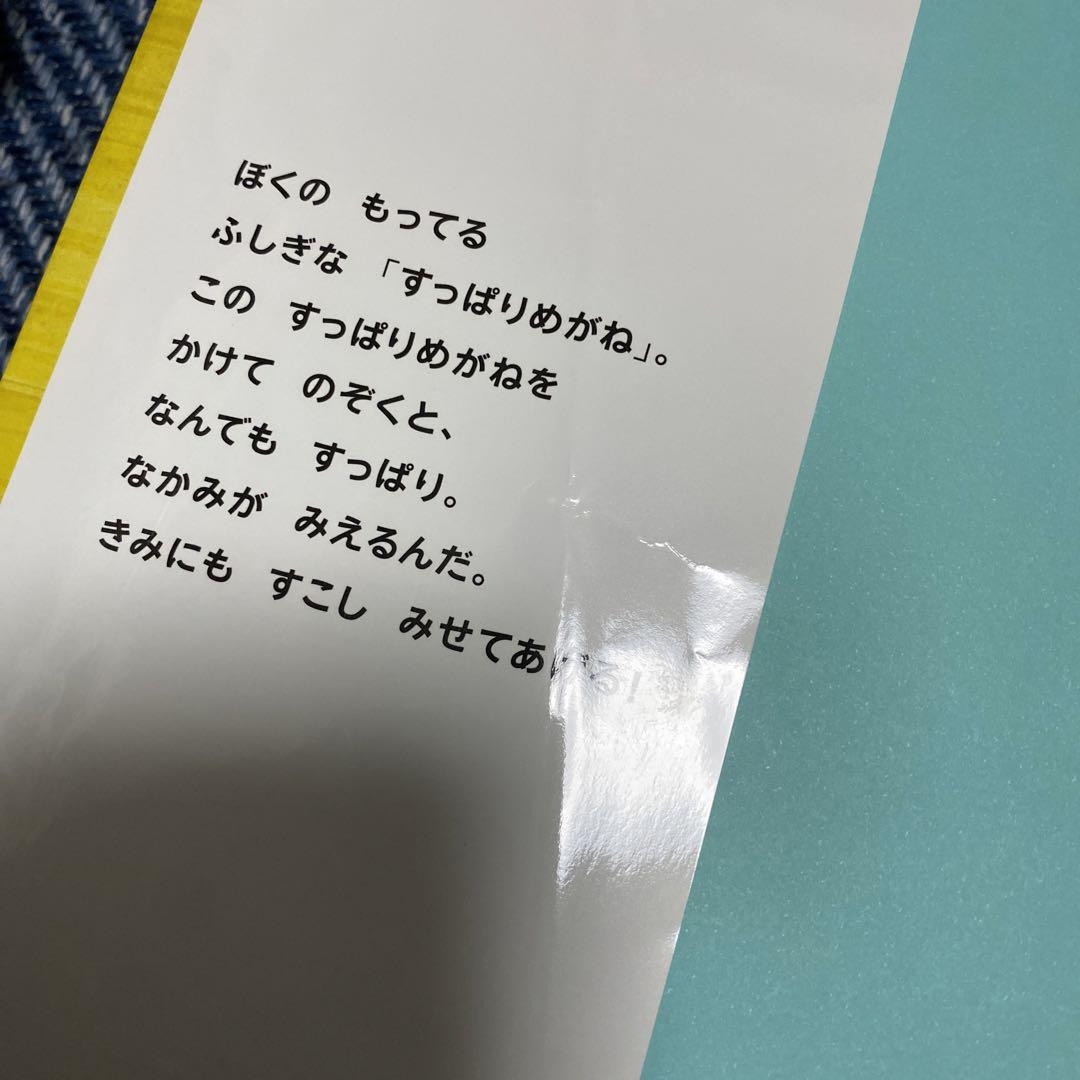 ぼくの　もってる
ふしぎな　「すっぱりめがね」。
この　すっぱりめがねを
かけて　のぞくと、
なんでも　すっぱり。
なかみが　みえるんだ。
きみにも　すこし　みせてあげる!